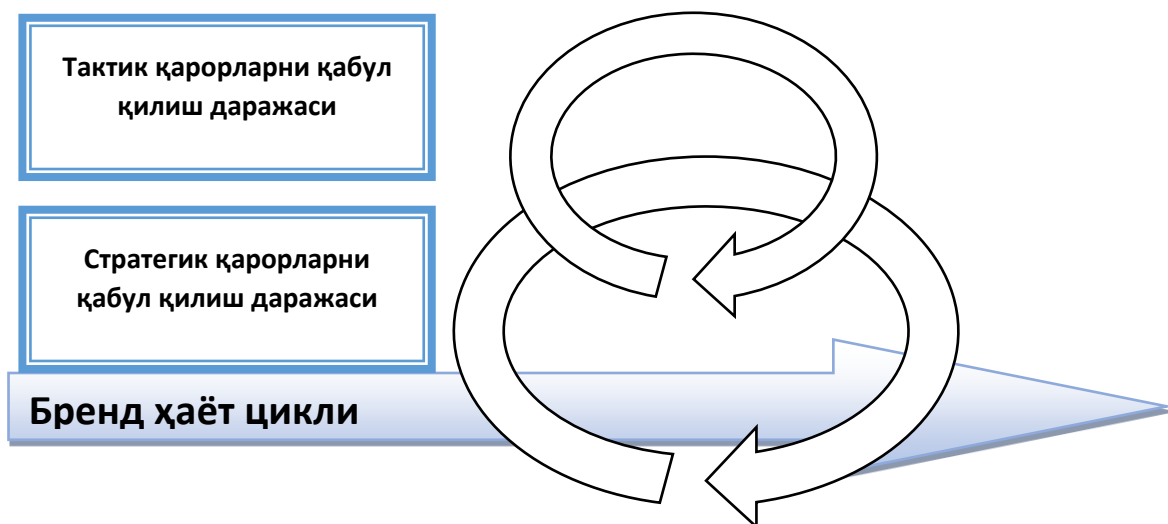 Тактик қарорларни қабул
қилиш даражаси
Стратегик қарорларни
қабул қилиш даражаси
Бренд ҳаёт цикли